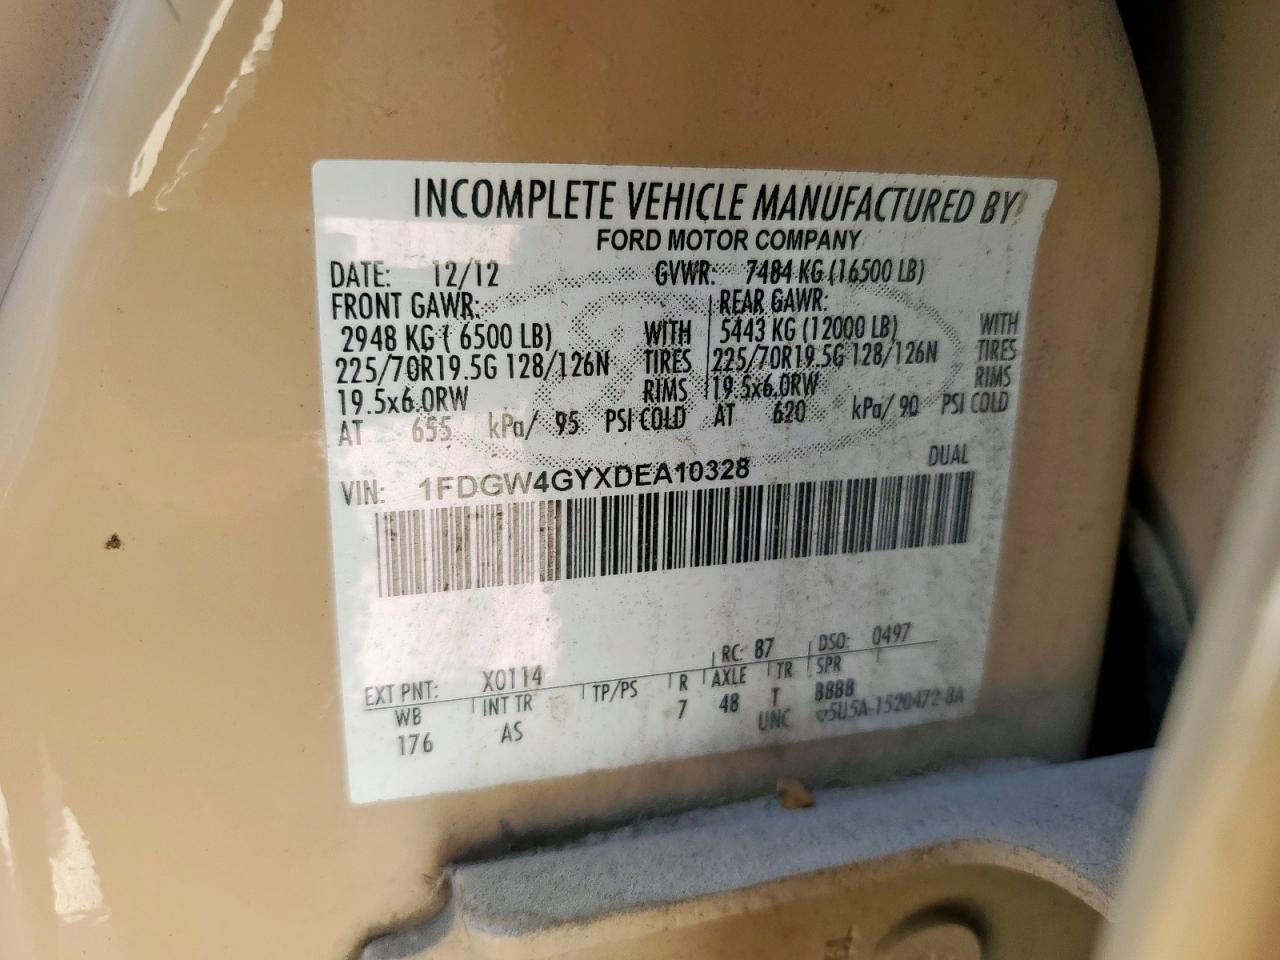 INCOMPLETE VEHICLE MANUFACTURED BY
FORD MOTOR COMPANY
DATE: 12/12 GVWR: 7484 KG (16500 LB)
FRONT GAWR: REAR GAWR:
2948 KG ( 6500 LB) WITH 5443 KG (12000 LB) WITH
225/70R19.5G 128/126N TIRES 225/70R19.5G 128/126N TIRES
19.5x6.0RW RIMS 19.5x6.0RW RIMS
AT 655 kPa/ 95 PSI COLD AT 620 kPa/ 90 PSI COLD
VIN: 1FDGW4GYXDEA10328 DUAL
EXT PNT: X0114 RC: 87 DSO: 0497
WB INT TR TP/PS R AXLE TR SPR
176 AS 7 48 T BBBB
UNC ▽5U5A-1520472-BA